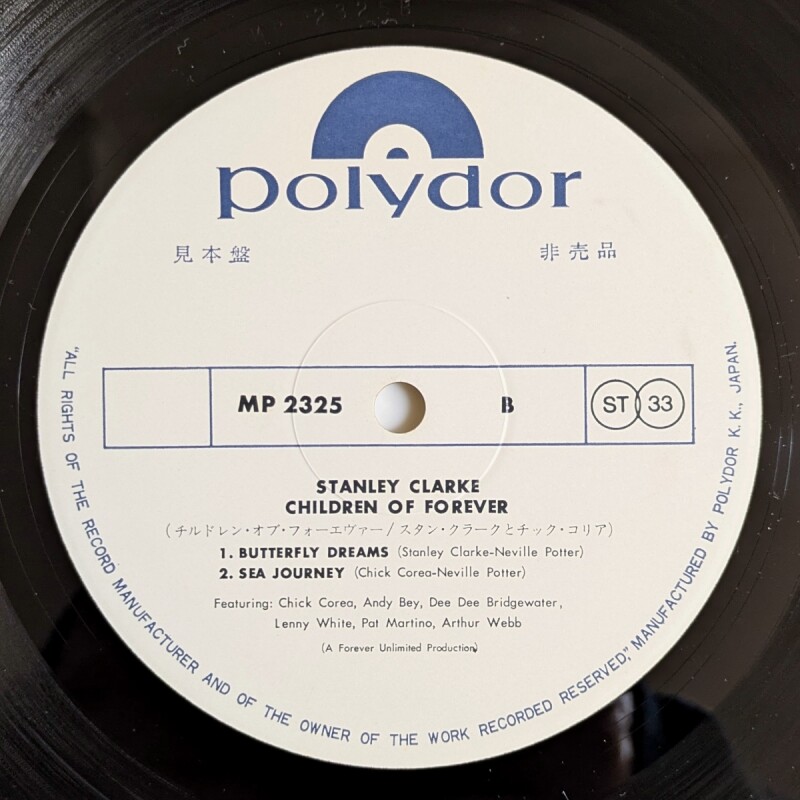 polydor
見本盤
非売品
MP 2325
B
ST 33
STANLEY CLARKE
CHILDREN OF FOREVER
(チルドレン・オブ・フォーエヴァー/スタン・クラークとチック・コリア)
1. BUTTERFLY DREAMS (Stanley Clarke-Neville Potter)
2. SEA JOURNEY (Chick Corea-Neville Potter)
Featuring: Chick Corea, Andy Bey, Dee Dee Bridgewater,
Lenny White, Pat Martino, Arthur Webb
(A Forever Unlimited Production)
"ALL RIGHTS OF THE RECORD MANUFACTURER AND OF THE OWNER OF THE WORK RECORDED RESERVED," MANUFACTURED BY POLYDOR K. K., JAPAN.